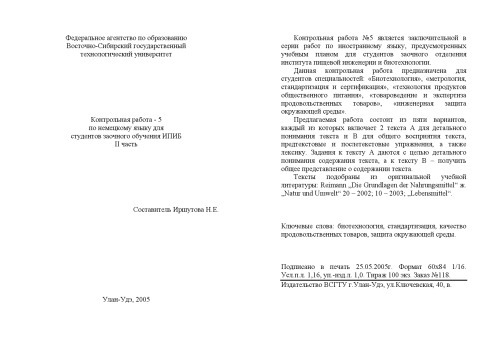 Федеральное агентство по образованию
Восточно-Сибирский государственный
технологический университет
Контрольная работа - 5
по немецкому языку для
студентов заочного обучения ИПИБ
II часть
Составитель Иршутова Н.Е.
Улан-Удэ, 2005
Контрольная работа №5 является заключительной в
серии работ по иностранному языку, предусмотренных
учебным планом для студентов заочного отделения
института пищевой инженерии и биотехнологии.
Данная контрольная работа предназначена для
студентов специальностей: «Биотехнология», «метрология,
стандартизация и сертификация», «технология продуктов
общественного питания», «товароведение и экспертиза
продовольственных товаров», «инженерная защита
окружающей среды».
Предлагаемая работа состоит из пяти вариантов,
каждый из которых включает 2 текста А для детального
понимания текста и В для общего восприятия текста,
предтекстовые и послетекстовые упражнения, а также
лексику. Задания к тексту А даются с целью детального
понимания содержания текста, а к тексту В – получить
общее представление о содержании текста.
Тексты подобраны из оригинальной учебной
литературы: Reimann „Die Grundlagen der Nahrungsmittel“ ж.
„Natur und Umwelt“ 20 – 2002; 10 – 2003; „Lebensmittel“.
Ключевые слова: биотехнология, стандартизация, качество
продовольственных товаров, защита окружающей среды.
Подписано в печать 25.05.2005г. Формат 60х84 1/16.
Усл.п.л. 1,16, уч.-изд.л. 1,0. Тираж 100 экз. Заказ №118.
Издательство ВСГТУ г.Улан-Удэ, ул.Ключевская, 40, в.